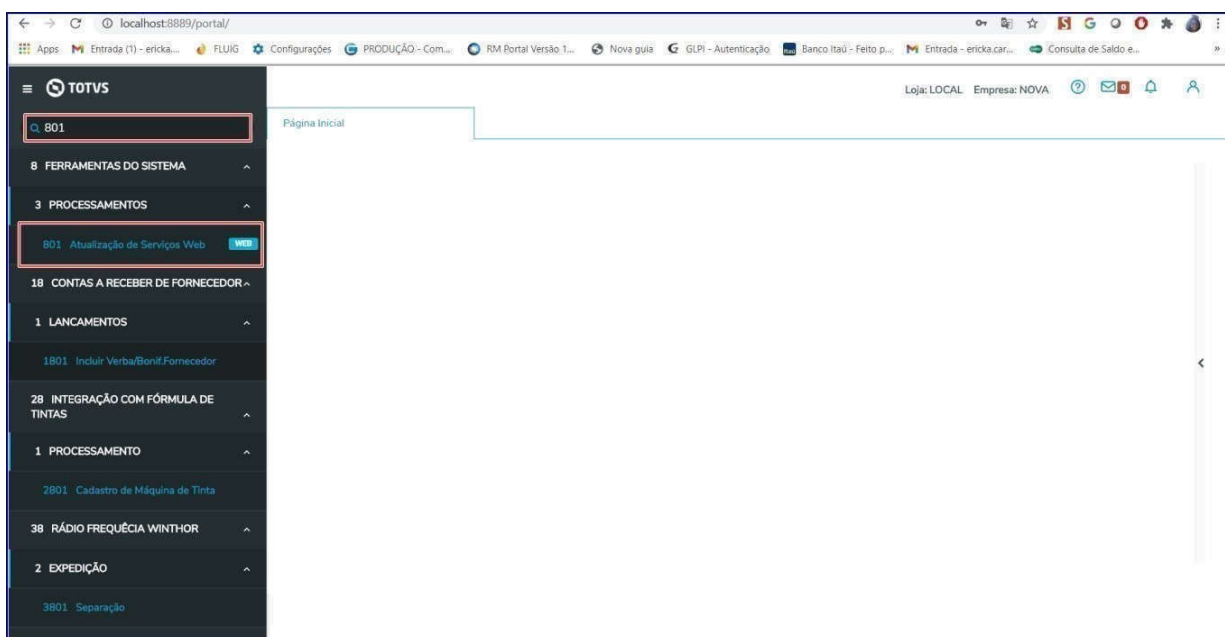 localhost:8889/portal/
Apps Entrada (1) - ericka.... FLUIG Configurações PRODUÇÃO - Com... RM Portal Versão 1... Nova guia GLPI - Autenticação Banco Itaú - Feito p... Entrada - ericka.car... Consulta de Saldo e... »
TOTVS
Loja: LOCAL Empresa: NOVA ? 0
801
Página Inicial
8 FERRAMENTAS DO SISTEMA
3 PROCESSAMENTOS
801 Atualização de Serviços Web WEB
18 CONTAS A RECEBER DE FORNECEDOR
1 LANCAMENTOS
1801 Incluir Verba/Bonif.Fornecedor
28 INTEGRAÇÃO COM FÓRMULA DE
TINTAS
1 PROCESSAMENTO
2801 Cadastro de Máquina de Tinta
38 RÁDIO FREQUÊCIA WINTHOR
2 EXPEDIÇÃO
3801 Separação